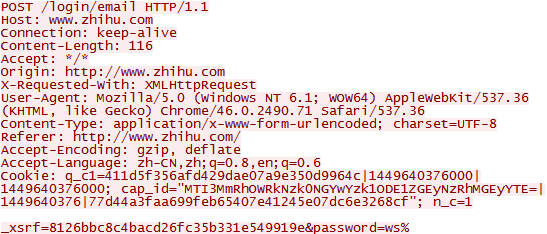 POST /login/email HTTP/1.1
Host: www.zhihu.com
Connection: keep-alive
Content-Length: 116
Accept: */*
Origin: http://www.zhihu.com
X-Requested-With: XMLHttpRequest
User-Agent: Mozilla/5.0 (Windows NT 6.1; WOW64) AppleWebKit/537.36
(KHTML, like Gecko) Chrome/46.0.2490.71 Safari/537.36
Content-Type: application/x-www-form-urlencoded; charset=UTF-8
Referer: http://www.zhihu.com/
Accept-Encoding: gzip, deflate
Accept-Language: zh-CN,zh;q=0.8,en;q=0.6
Cookie: q_c1=411d5f356afd429dae07a9e350d9964c|1449640376000|
1449640376000; cap_id="MTI3MmRhOWRkNzk0NGYwYzk1ODE1ZGEyNzRhMGEyYTE=|
1449640376|77d44a3faa699feb65407e41245e07dc6e3268cf"; n_c=1

_xsrf=8126bbc8c4bacd26fc35b331e549919e&password=ws%